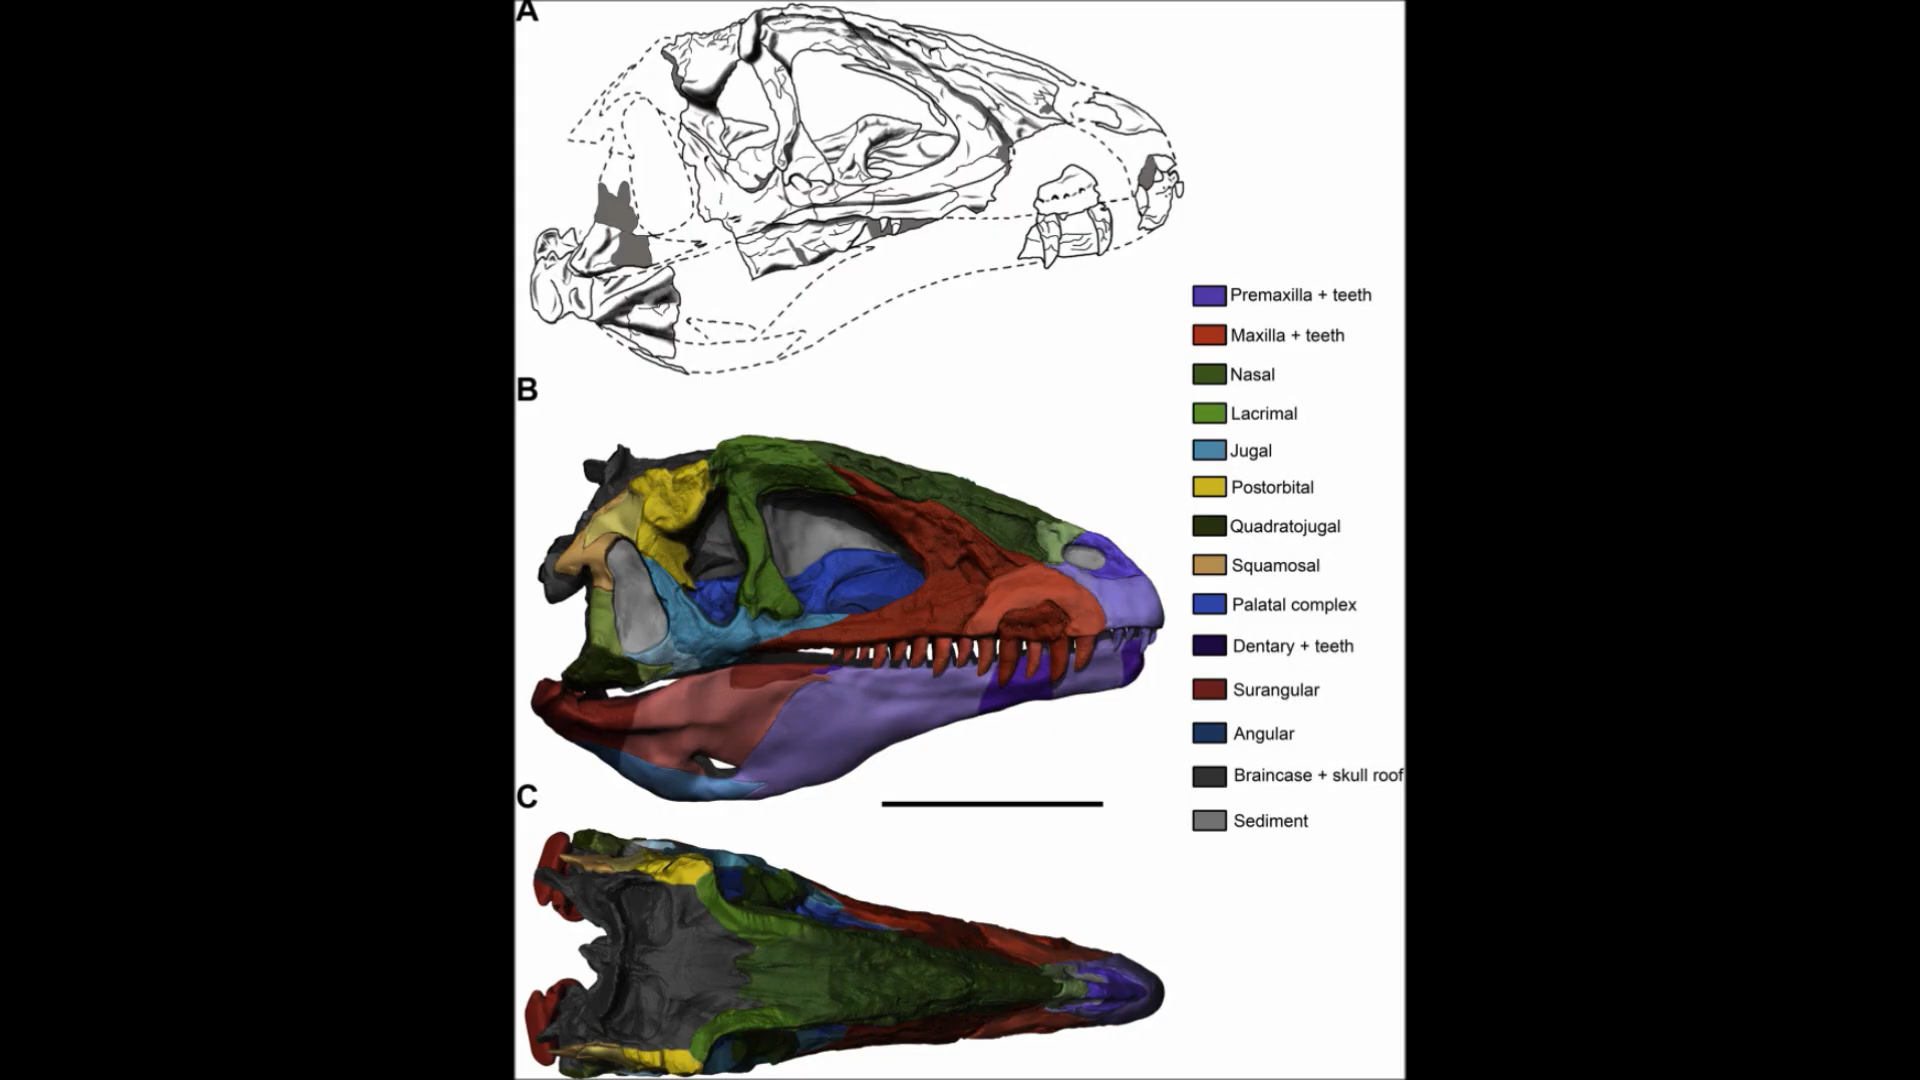 A
B
C
Premaxilla + teeth
Maxilla + teeth
Nasal
Lacrimal
Jugal
Postorbital
Quadratojugal
Squamosal
Palatal complex
Dentary + teeth
Surangular
Angular
Braincase + skull roof
Sediment